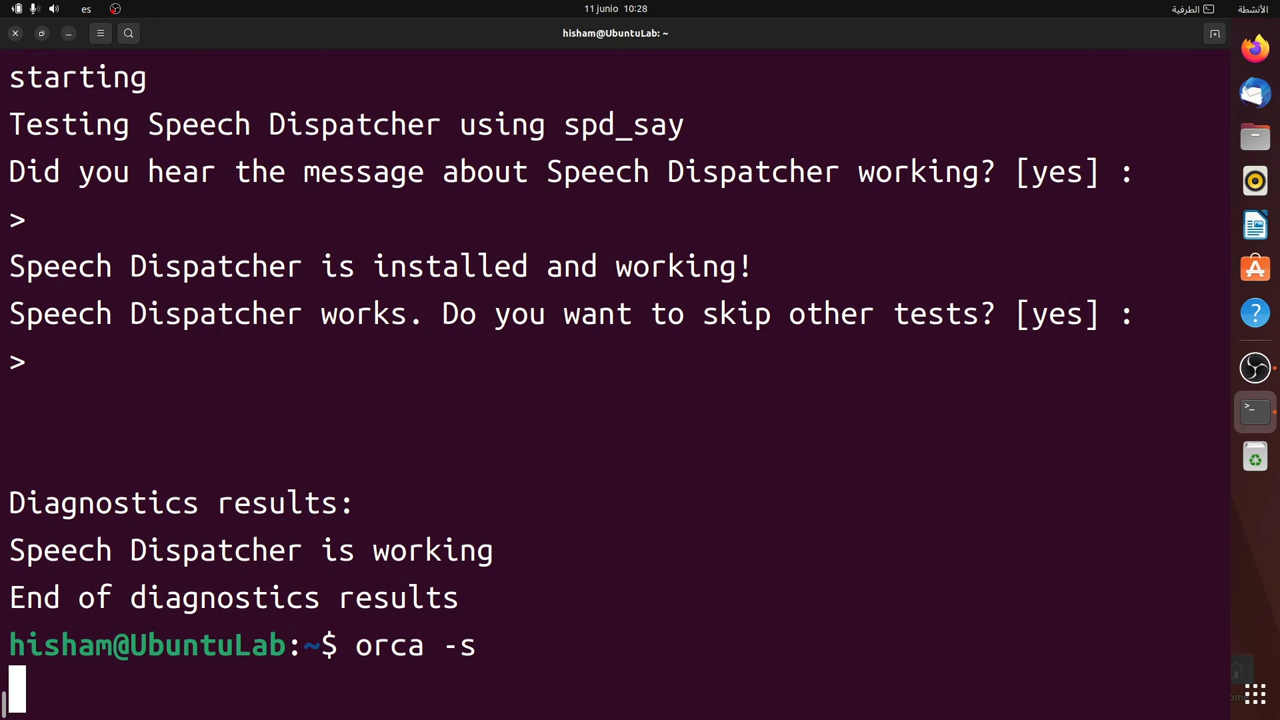 es
11 junio 10:28
الطرفية
الأنشطة
hisham@UbuntuLab: ~
starting
Testing Speech Dispatcher using spd_say
Did you hear the message about Speech Dispatcher working? [yes] :
>
Speech Dispatcher is installed and working!
Speech Dispatcher works. Do you want to skip other tests? [yes] :
>
Diagnostics results:
Speech Dispatcher is working
End of diagnostics results
hisham@UbuntuLab:~$ orca -s